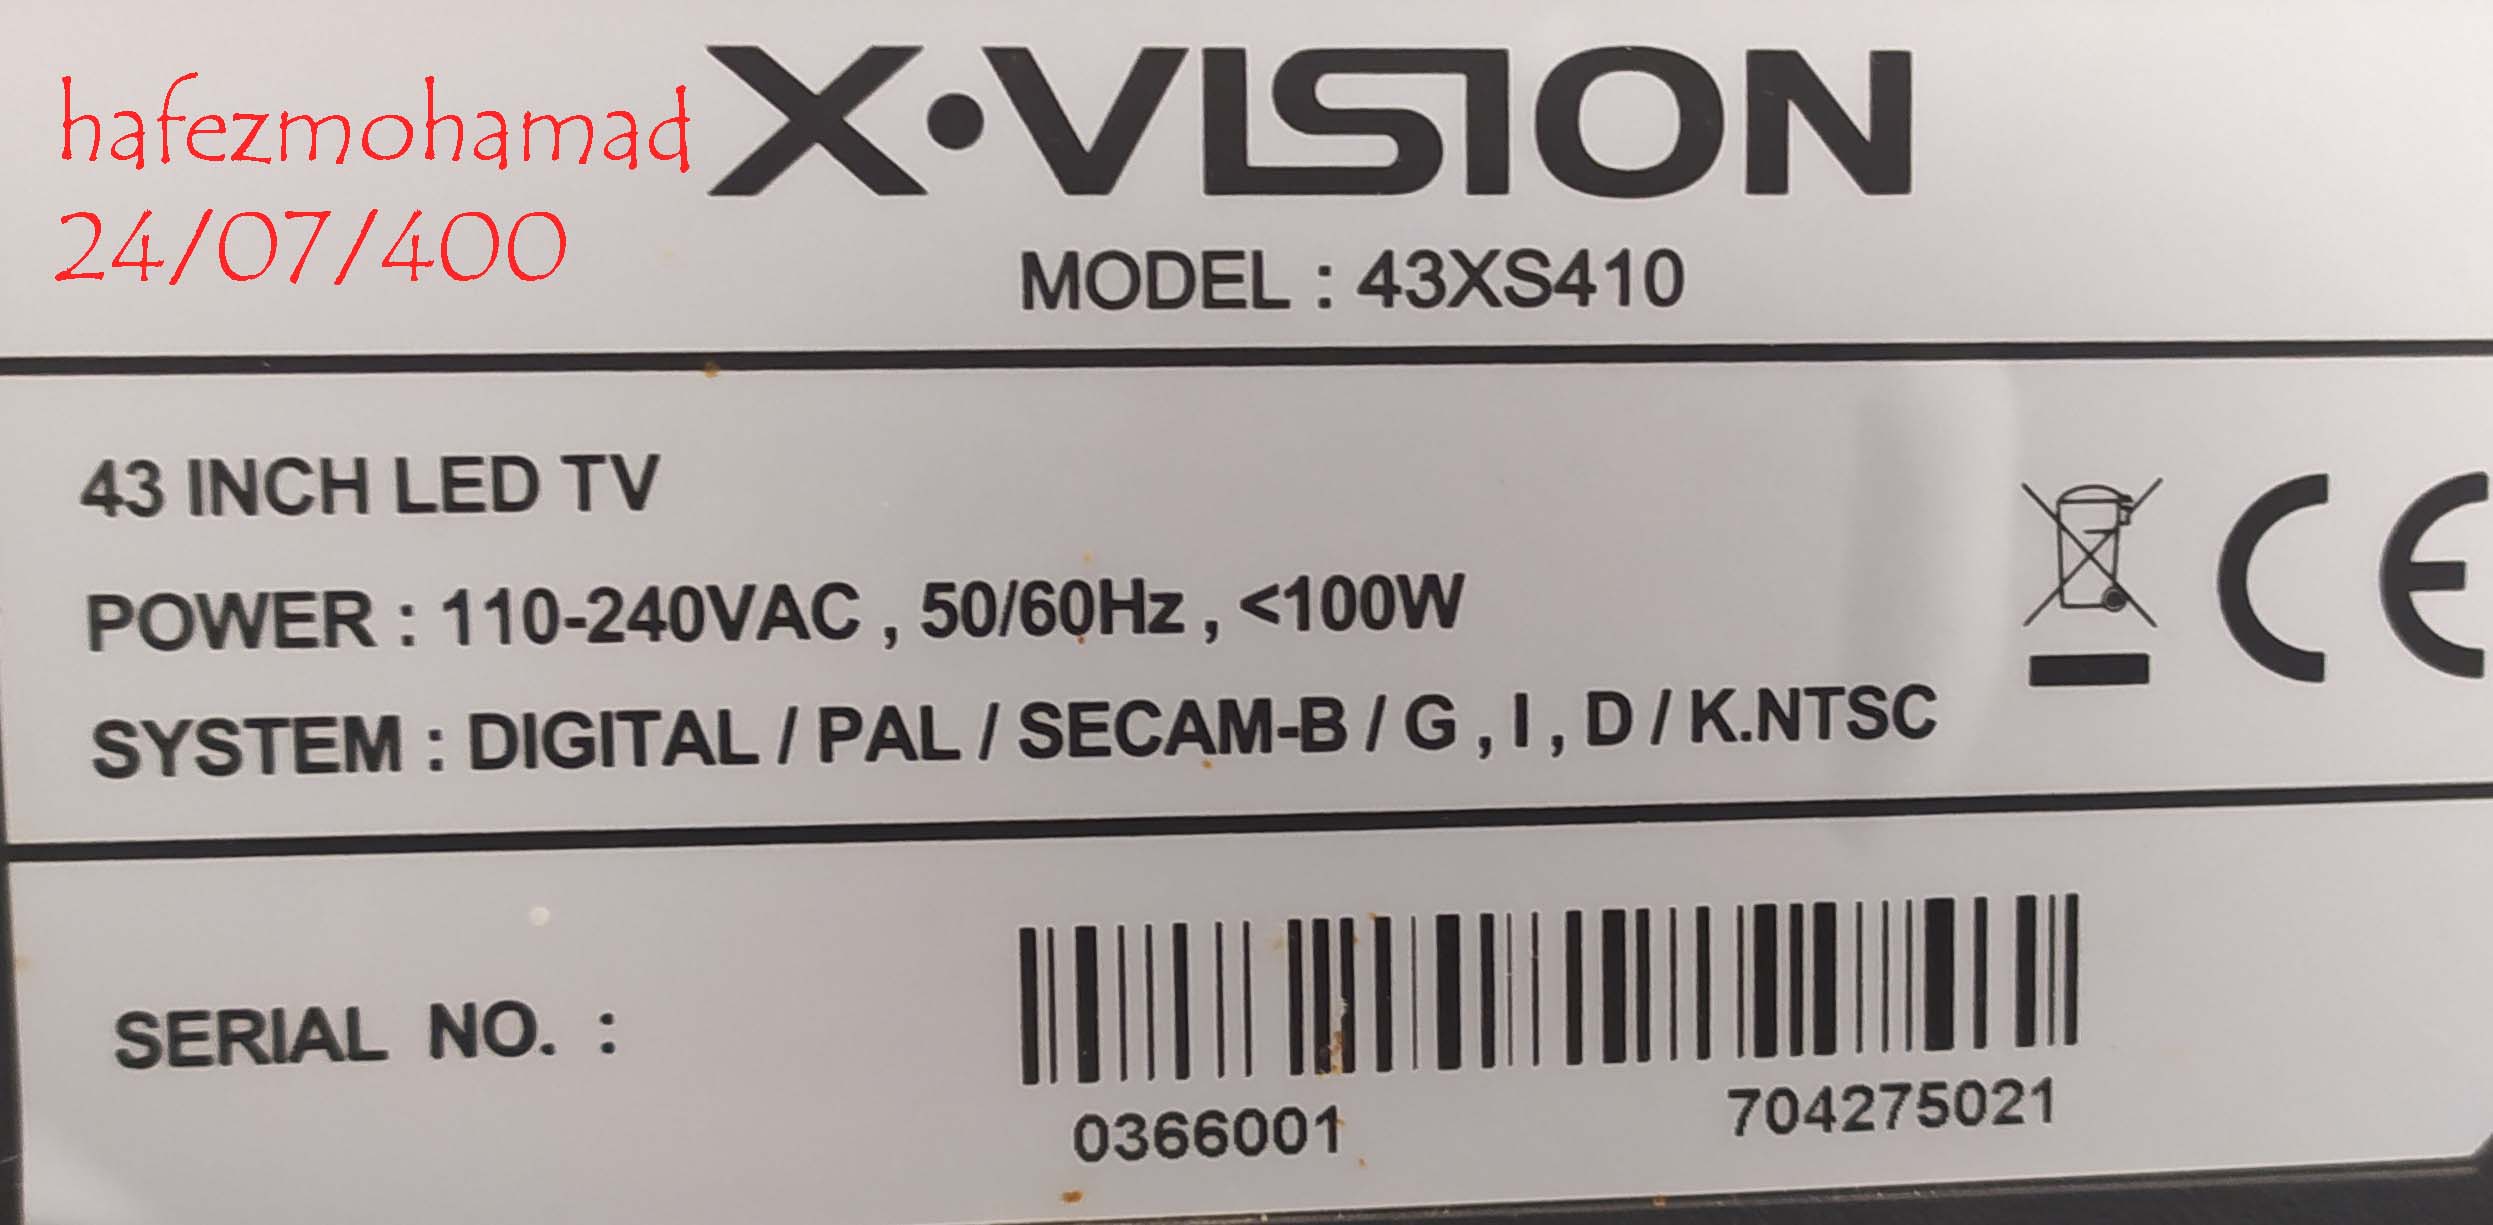 hafezmohamad
24/07/400
X·VISION
MODEL : 43XS410
43 INCH LED TV
POWER : 110-240VAC , 50/60Hz , <100W
SYSTEM : DIGITAL / PAL / SECAM-B / G , I , D / K.NTSC
CE
SERIAL NO. :
0366001 704275021